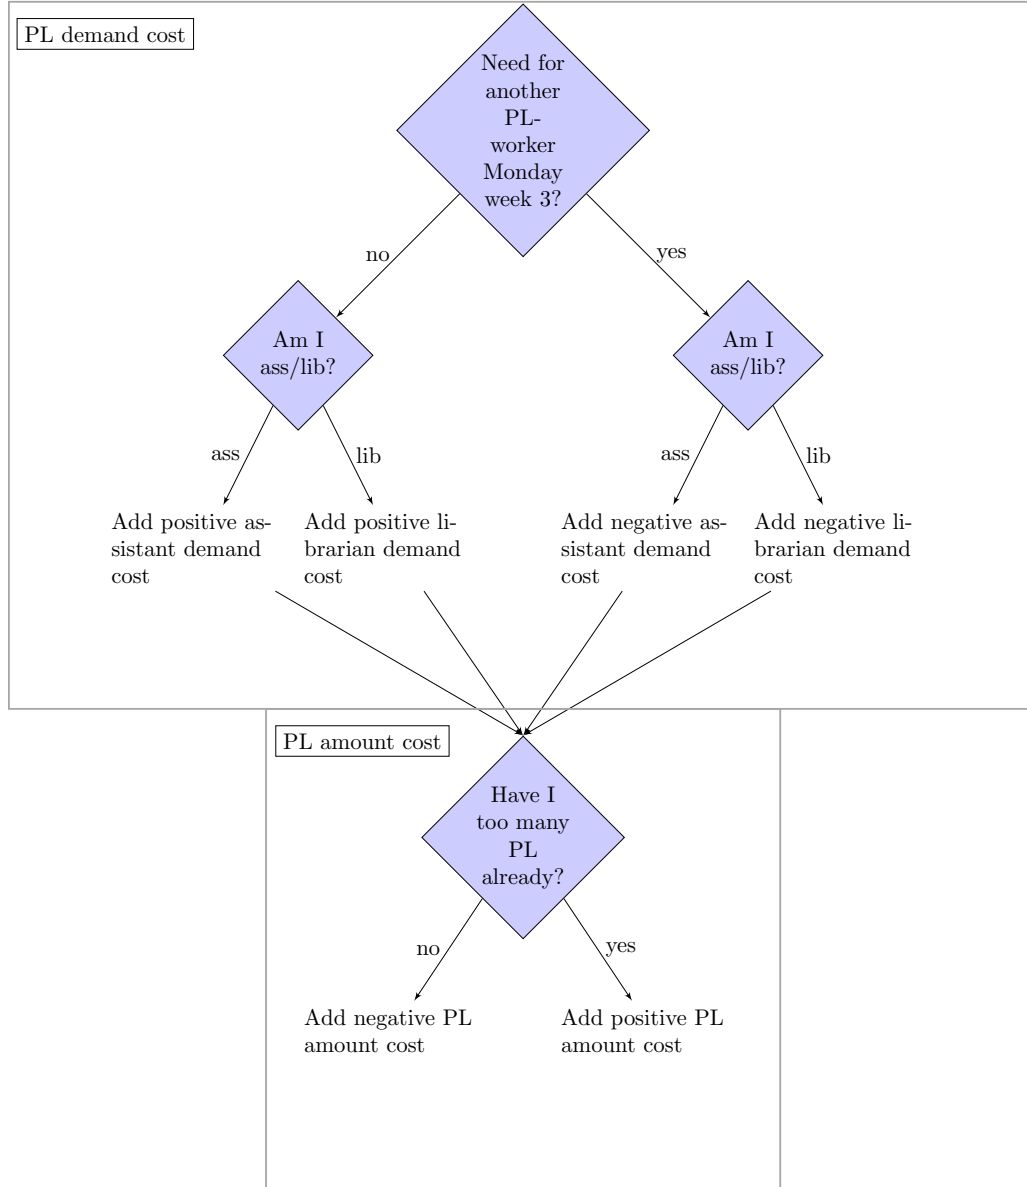 PL demand cost
Need for
another
PL-
worker
Monday
week 3?
no
yes
Am I
ass/lib?
Am I
ass/lib?
ass
lib
ass
lib
Add positive as-
sistant demand
cost
Add positive li-
brarian demand
cost
Add negative as-
sistant demand
cost
Add negative li-
brarian demand
cost
PL amount cost
Have I
too many
PL
already?
no
yes
Add negative PL
amount cost
Add positive PL
amount cost